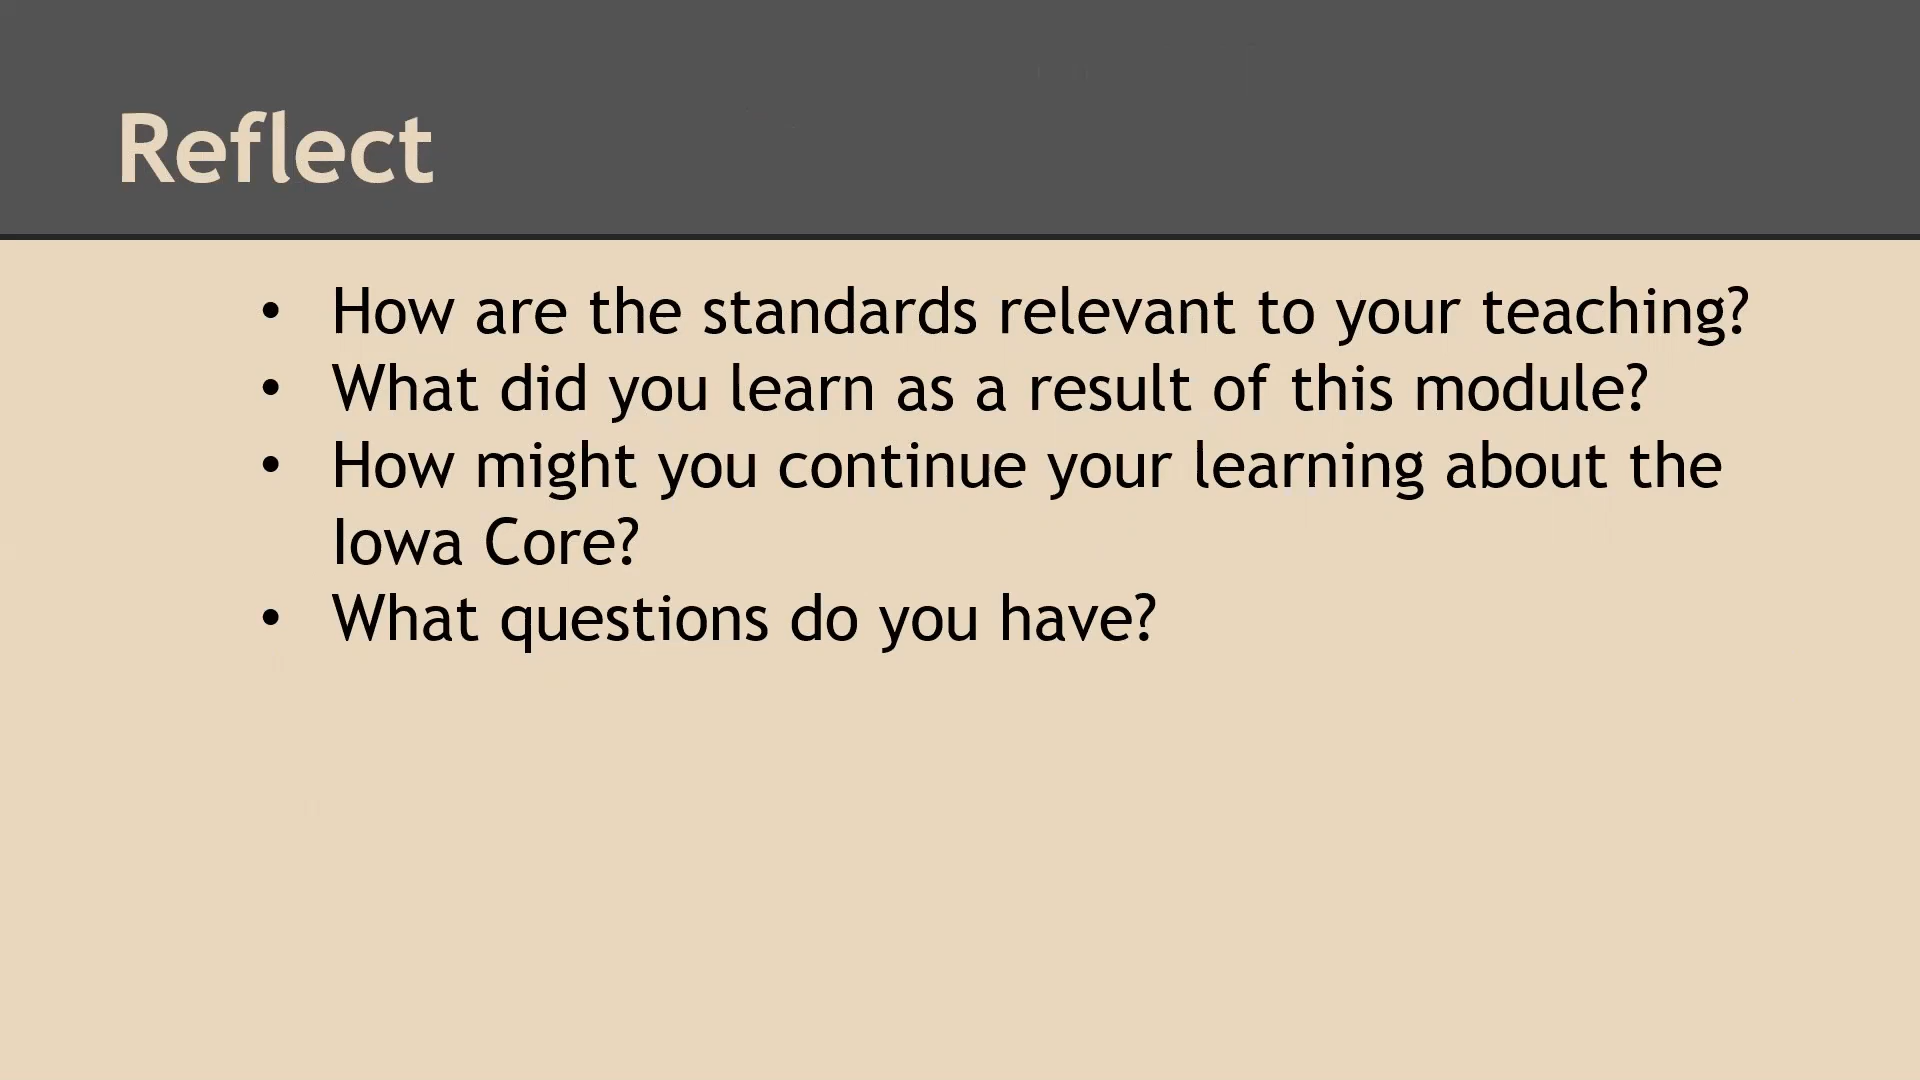 Reflect
• How are the standards relevant to your teaching?
• What did you learn as a result of this module?
• How might you continue your learning about the
Iowa Core?
• What questions do you have?